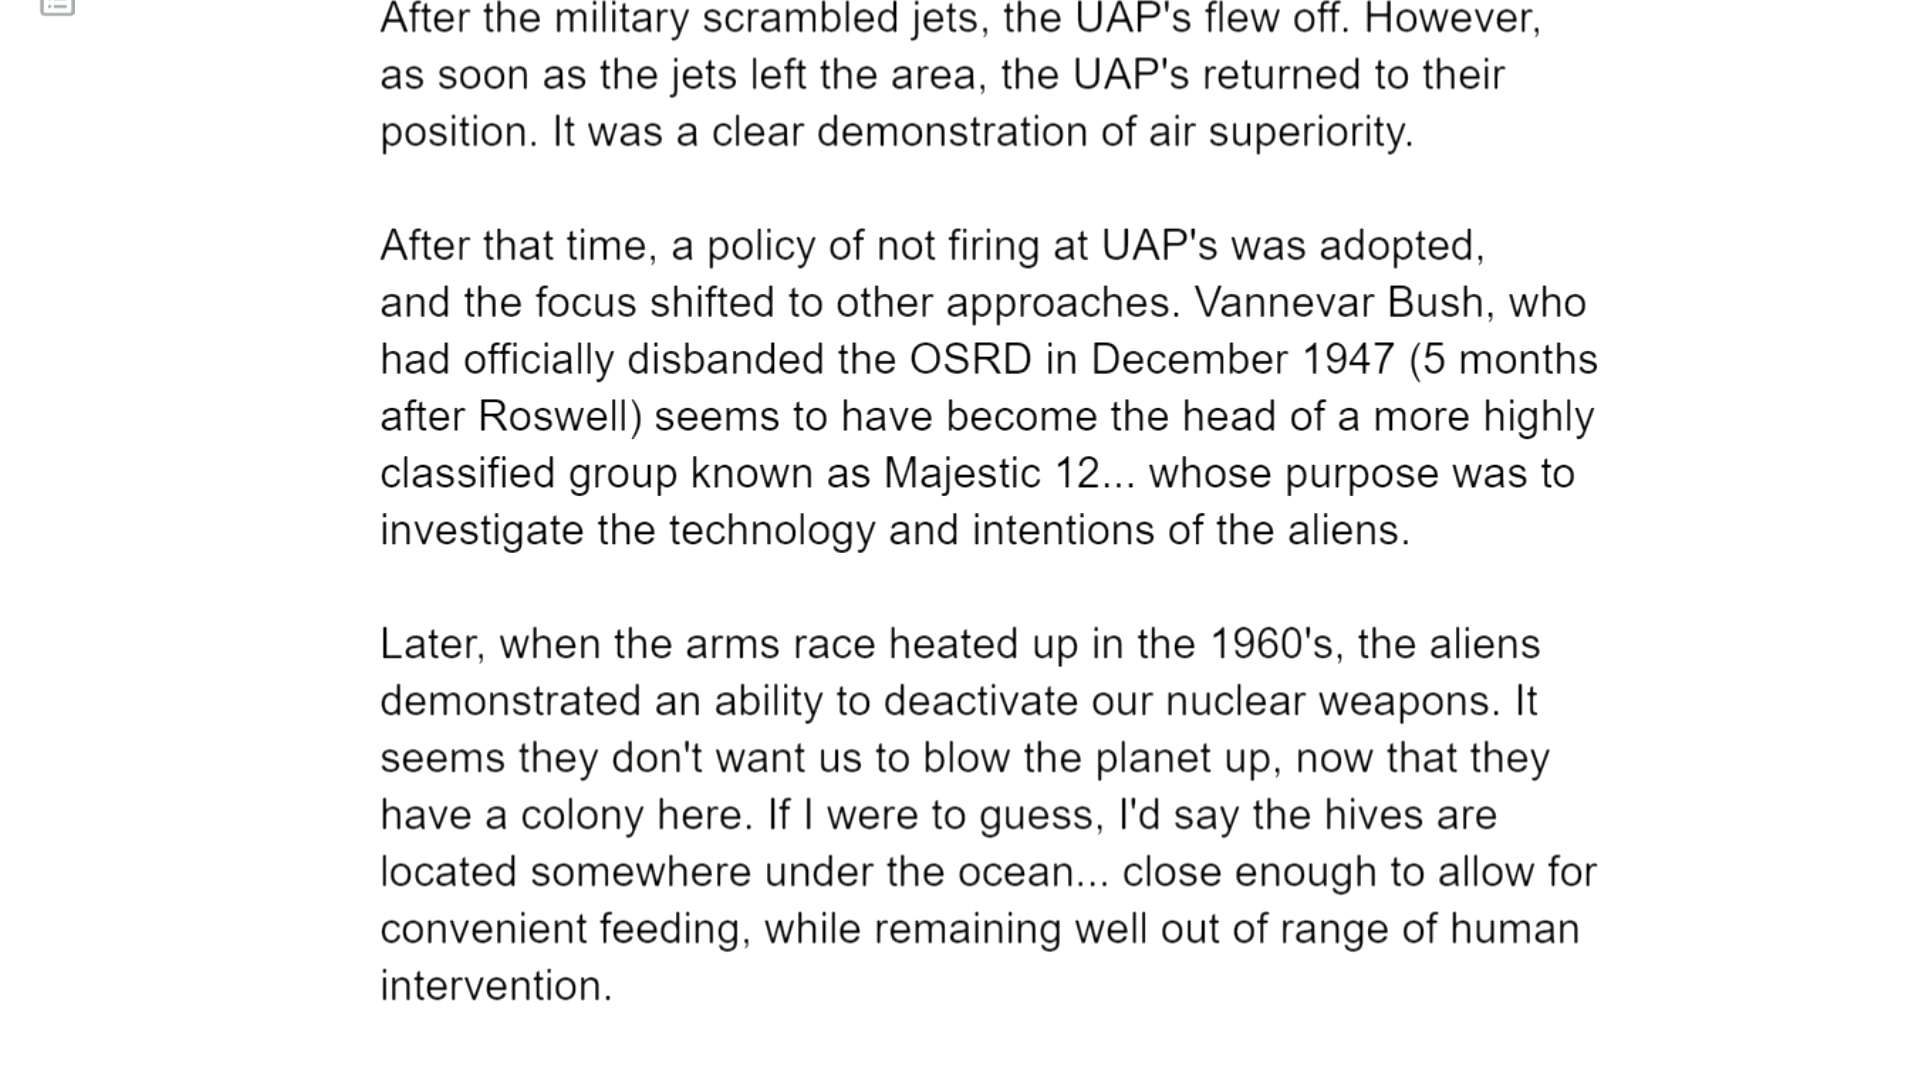 After the military scrambled jets, the UAP's flew off. However,
as soon as the jets left the area, the UAP's returned to their
position. It was a clear demonstration of air superiority.
After that time, a policy of not firing at UAP's was adopted,
and the focus shifted to other approaches. Vannevar Bush, who
had officially disbanded the OSRD in December 1947 (5 months
after Roswell) seems to have become the head of a more highly
classified group known as Majestic 12... whose purpose was to
investigate the technology and intentions of the aliens.
Later, when the arms race heated up in the 1960's, the aliens
demonstrated an ability to deactivate our nuclear weapons. It
seems they don't want us to blow the planet up, now that they
have a colony here. If I were to guess, I'd say the hives are
located somewhere under the ocean... close enough to allow for
convenient feeding, while remaining well out of range of human
intervention.